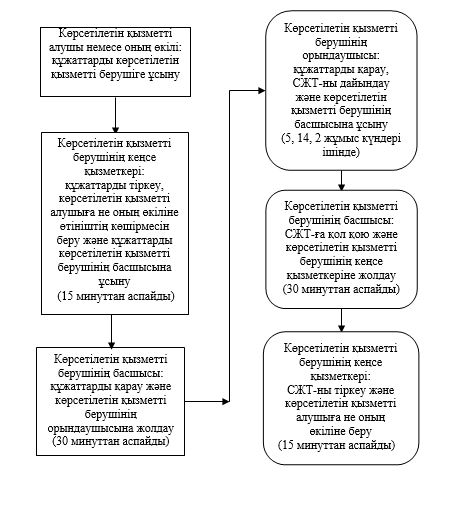 Көрсетілетін қызметті
алушы немесе оның өкілі:
құжаттарды көрсетілетін
қызметті берушіге ұсыну
Көрсетілетін қызметті
берушінің кеңсе
қызметкері:
құжаттарды тіркеу,
көрсетілетін қызметті
алушыға не оның өкіліне
өтініштің көшірмесін
беру және құжаттарды
көрсетілетін қызметті
берушінің басшысына
ұсыну
(15 минуттан аспайды)
Көрсетілетін қызметті
берушінің басшысы:
құжаттарды қарау және
көрсетілетін қызметті
берушінің
орындаушысына жолдау
(30 минуттан аспайды)
Көрсетілетін қызметті
берушінің
орындаушысы:
құжаттарды қарау,
СЖТ-ны дайындау
және көрсетілетін
қызметті берушінің
басшысына ұсыну
(5, 14, 2 жұмыс күндері
ішінде)
Көрсетілетін қызметті
берушінің басшысы:
СЖТ-ға қол қою және
көрсетілетін қызметті
берушінің кеңсе
қызметкеріне жолдау
(30 минуттан аспайды)
Көрсетілетін қызметті
берушінің кеңсе
қызметкері:
СЖТ-ны тіркеу және
көрсетілетін қызметті
алушыға не оның
өкіліне беру
(15 минуттан аспайды)